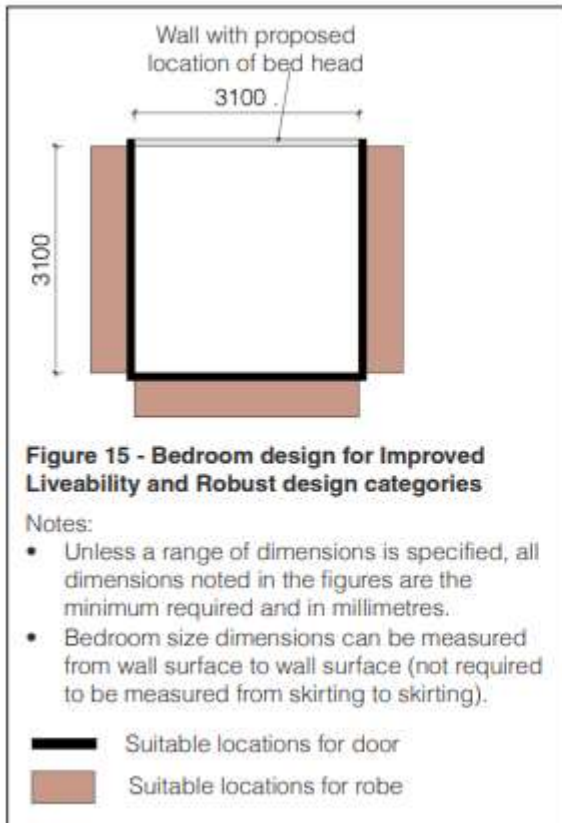 Wall with proposed
location of bed head
3100
3100
Figure 15 - Bedroom design for Improved
Liveability and Robust design categories
Notes:
• Unless a range of dimensions is specified, all
dimensions noted in the figures are the
minimum required and in millimetres.
• Bedroom size dimensions can be measured
from wall surface to wall surface (not required
to be measured from skirting to skirting).
Suitable locations for door
Suitable locations for robe